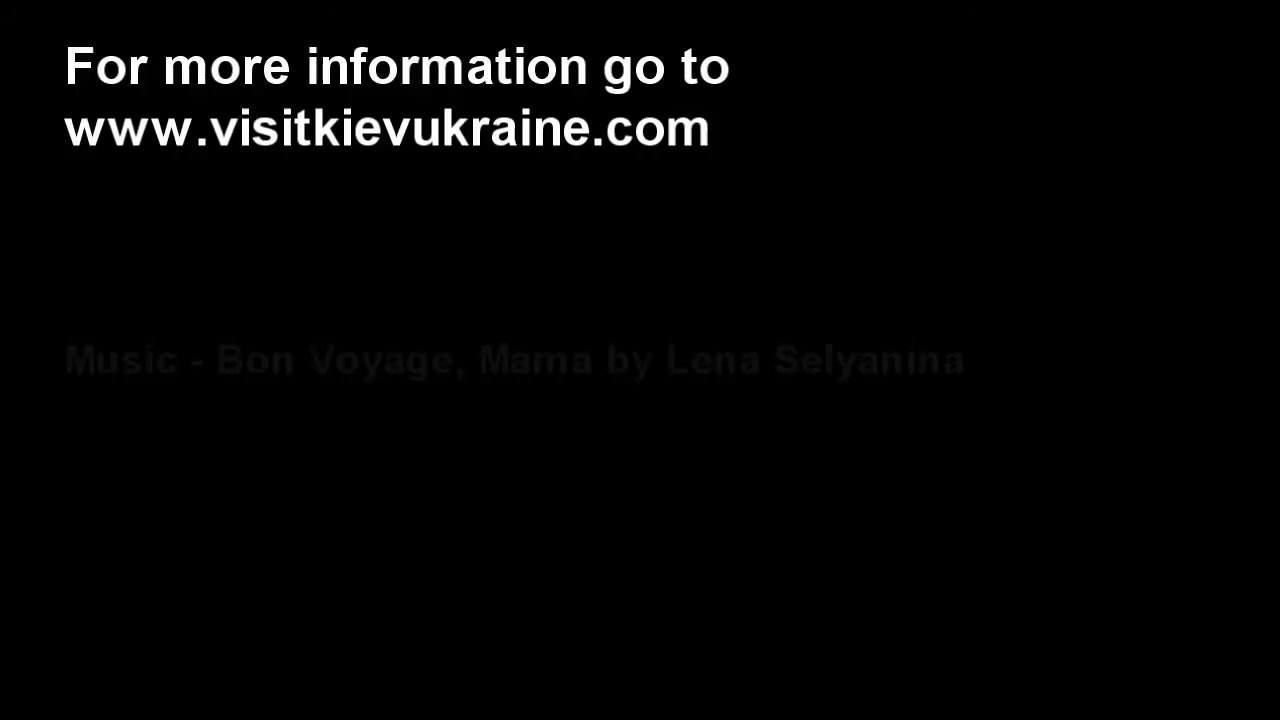 For more information go to
www.visitkievukraine.com
Music - Bon Voyage, Mama by Lena Selyanina